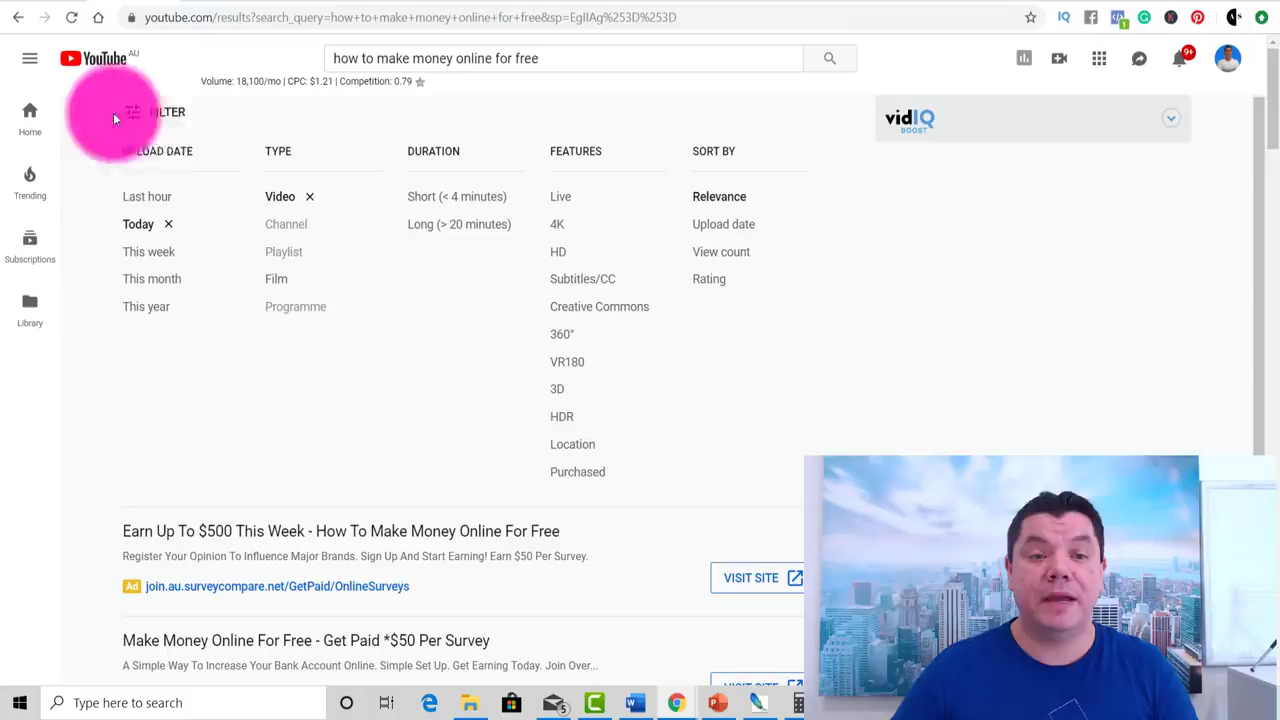 youtube.com/results?search_query=how+to+make+money+online+for+free&sp=EgIIAg%253D%253D
1
YouTube AU
how to make money online for free
9+
Volume: 18,100/mo | CPC: $1.21 | Competition: 0.79
Home
Trending
Subscriptions
Library
vidIQ
BOOST
UPLOAD DATE
Last hour
Today
This week
This month
This year
TYPE
Video
Channel
Playlist
Film
Programme
DURATION
Short (< 4 minutes)
Long (> 20 minutes)
FEATURES
Live
4K
HD
Subtitles/CC
Creative Commons
360°
VR180
3D
HDR
Location
Purchased
SORT BY
Relevance
Upload date
View count
Rating
Earn Up To $500 This Week - How To Make Money Online For Free
Register Your Opinion To Influence Major Brands. Sign Up And Start Earning! Earn $50 Per Survey.
Ad join.au.surveycompare.net/GetPaid/OnlineSurveys
VISIT SITE
Make Money Online For Free - Get Paid *$50 Per Survey
A Simple Way To Increase Your Bank Account Online. Simple Set Up. Get Earning Today. Join Over...
Type here to search
5